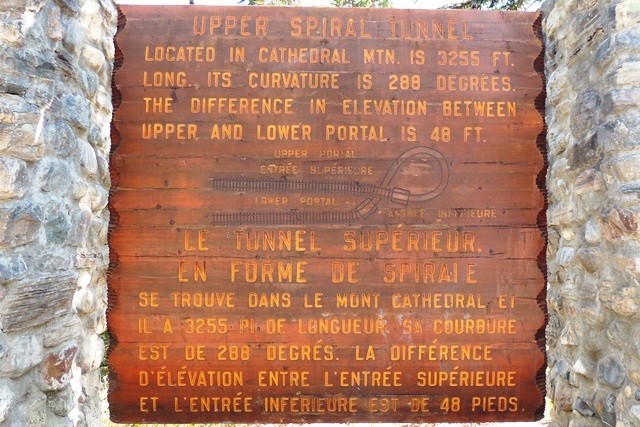 UPPER SPIRAL TUNNEL
LOCATED IN CATHEDRAL MTN. IS 3255 FT.
LONG. ITS CURVATURE IS 288 DEGREES.
THE DIFFERENCE IN ELEVATION BETWEEN
UPPER AND LOWER PORTAL IS 48 FT.
UPPER PORTAL
ENTRÉE SUPÉRIEURE
LOWER PORTAL
ENTRÉE INFÉRIEURE
LE TUNNEL SUPÉRIEUR,
EN FORME DE SPIRALE
SE TROUVE DANS LE MONT CATHEDRAL ET
IL A 3255 PI. DE LONGUEUR. SA COURBURE
EST DE 288 DEGRÉS. LA DIFFÉRENCE
D'ÉLÉVATION ENTRE L'ENTRÉE SUPÉRIEURE
ET L'ENTRÉE INFÉRIEURE EST DE 48 PIEDS.